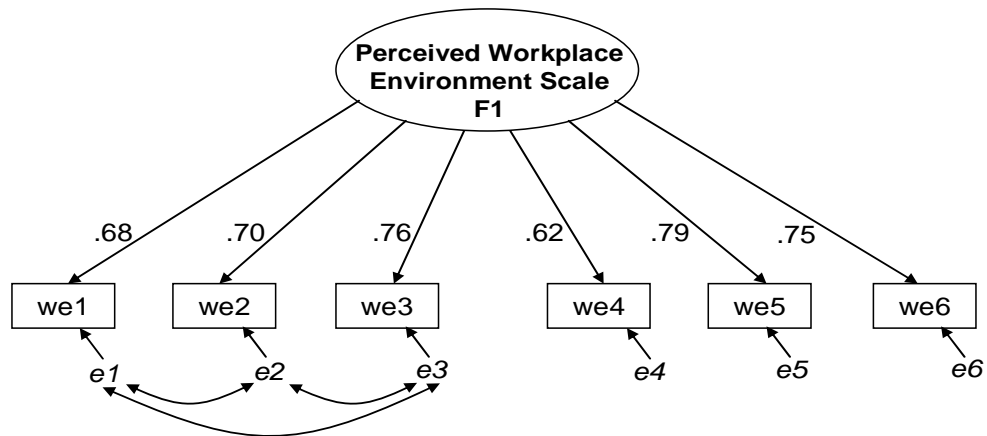 Perceived Workplace
Environment Scale
F1
.68 .70 .76 .62 .79 .75
we1 we2 we3 we4 we5 we6
e1 e2 e3 e4 e5 e6